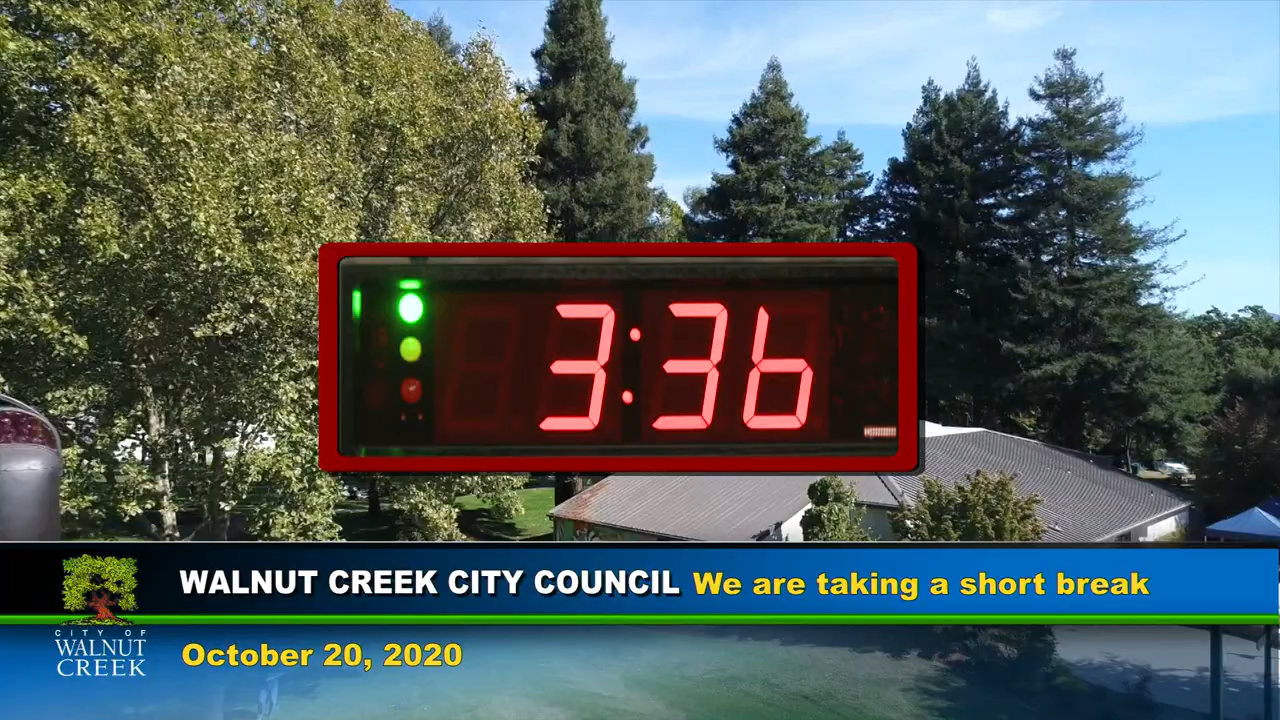 3:36
WALNUT CREEK CITY COUNCIL We are taking a short break
CITY OF
WALNUT
CREEK
October 20, 2020